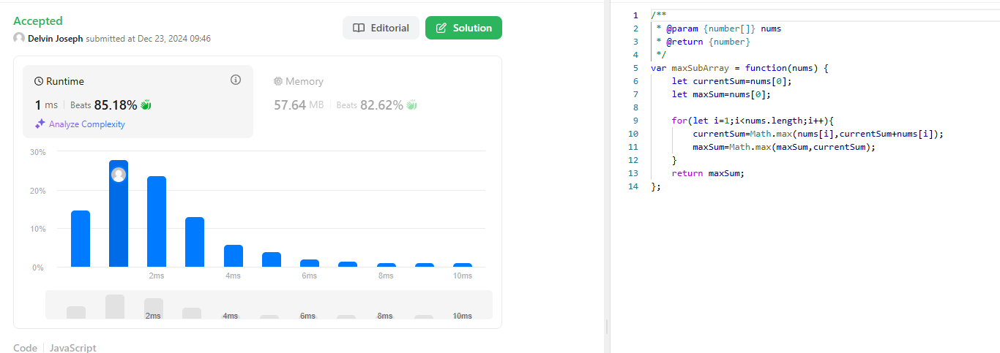 Accepted
Delvin Joseph submitted at Dec 23, 2024 09:46
Editorial
Solution
Runtime
1 ms Beats 85.18%
Analyze Complexity
Memory
57.64 MB Beats 82.62%
30%
20%
10%
0%
2ms 4ms 6ms 8ms 10ms
2ms 4ms 6ms 8ms 10ms
Code JavaScript
1 /**
2  * @param {number[]} nums
3  * @return {number}
4  */
5 var maxSubArray = function(nums) {
6     let currentSum=nums[0];
7     let maxSum=nums[0];
8
9     for(let i=1;i<nums.length;i++){
10         currentSum=Math.max(nums[i],currentSum+nums[i]);
11         maxSum=Math.max(maxSum,currentSum);
12     }
13     return maxSum;
14 };